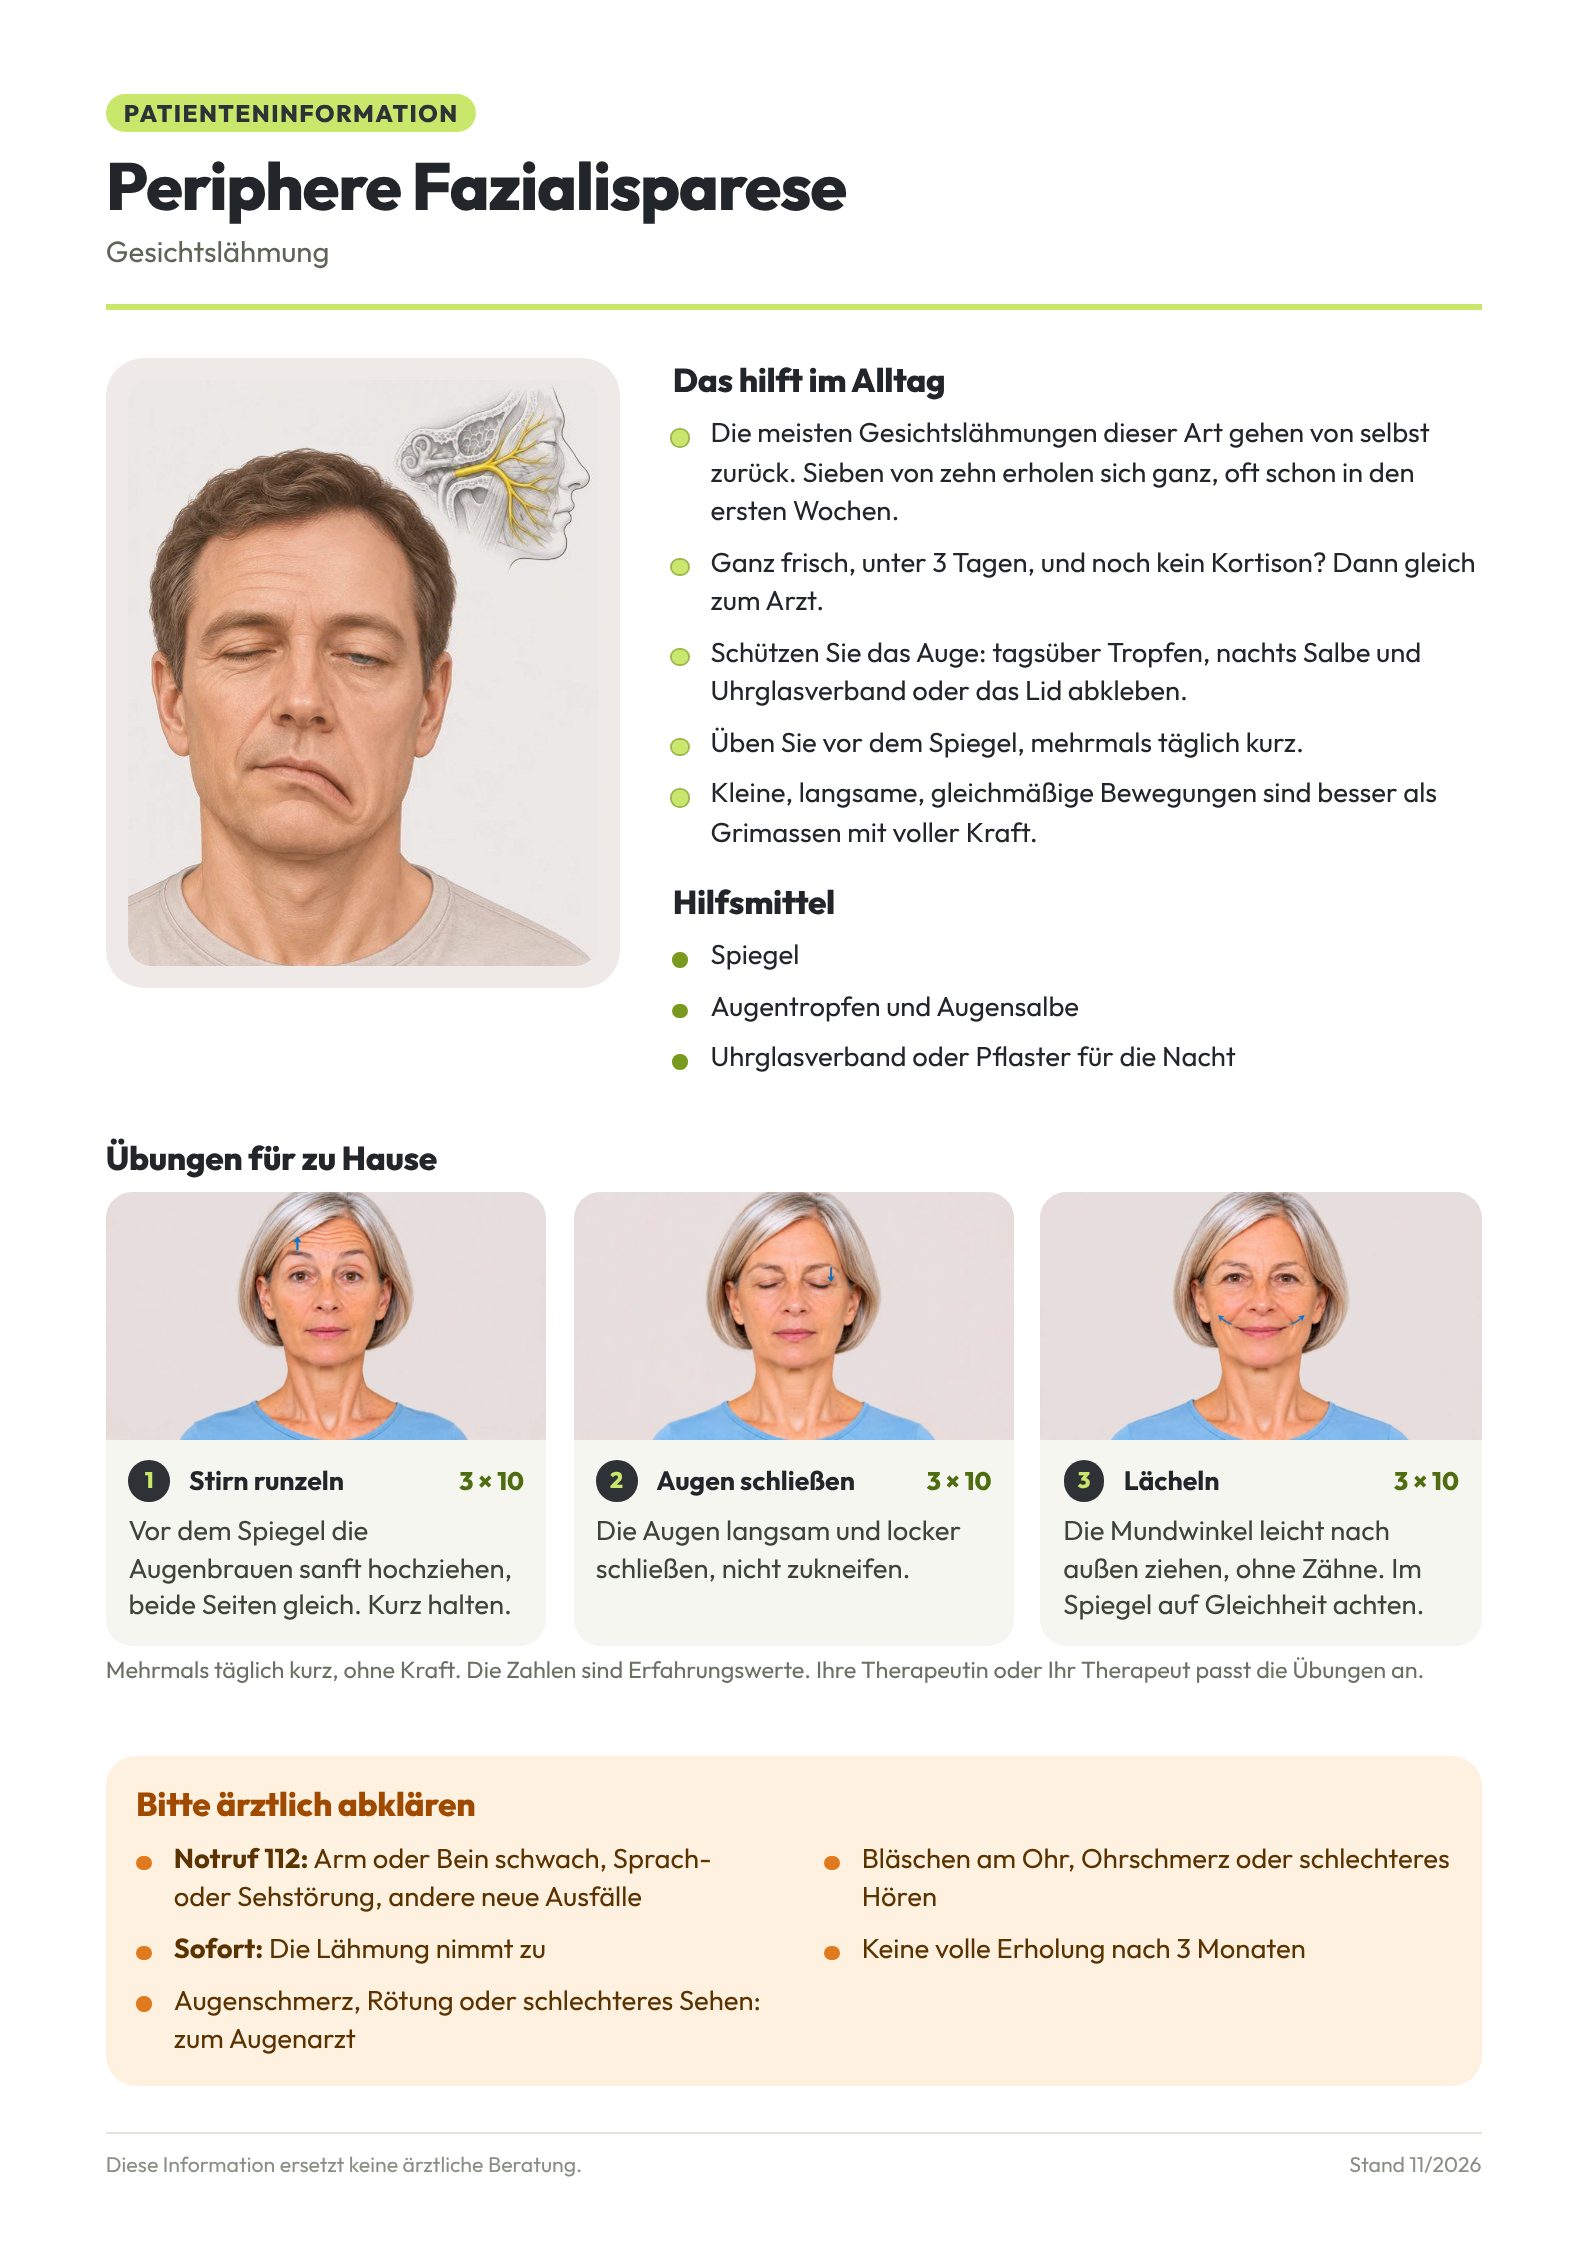 PATIENTENINFORMATION
Periphere Fazialisparese
Gesichtslähmung
Das hilft im Alltag
Die meisten Gesichtslähmungen dieser Art gehen von selbst
zurück. Sieben von zehn erholen sich ganz, oft schon in den
ersten Wochen.
Ganz frisch, unter 3 Tagen, und noch kein Kortison? Dann gleich
zum Arzt.
Schützen Sie das Auge: tagsüber Tropfen, nachts Salbe und
Uhrglasverband oder das Lid abkleben.
Üben Sie vor dem Spiegel, mehrmals täglich kurz.
Kleine, langsame, gleichmäßige Bewegungen sind besser als
Grimassen mit voller Kraft.
Hilfsmittel
Spiegel
Augentropfen und Augensalbe
Uhrglasverband oder Pflaster für die Nacht
Übungen für zu Hause
1 Stirn runzeln 3 × 10
Vor dem Spiegel die
Augenbrauen sanft hochziehen,
beide Seiten gleich. Kurz halten.
2 Augen schließen 3 × 10
Die Augen langsam und locker
schließen, nicht zukneifen.
3 Lächeln 3 × 10
Die Mundwinkel leicht nach
außen ziehen, ohne Zähne. Im
Spiegel auf Gleichheit achten.
Mehrmals täglich kurz, ohne Kraft. Die Zahlen sind Erfahrungswerte. Ihre Therapeutin oder Ihr Therapeut passt die Übungen an.
Bitte ärztlich abklären
Notruf 112: Arm oder Bein schwach, Sprach-
oder Sehstörung, andere neue Ausfälle
Sofort: Die Lähmung nimmt zu
Augenschmerz, Rötung oder schlechteres Sehen:
zum Augenarzt
Bläschen am Ohr, Ohrschmerz oder schlechteres
Hören
Keine volle Erholung nach 3 Monaten
Diese Information ersetzt keine ärztliche Beratung.
Stand 11/2026